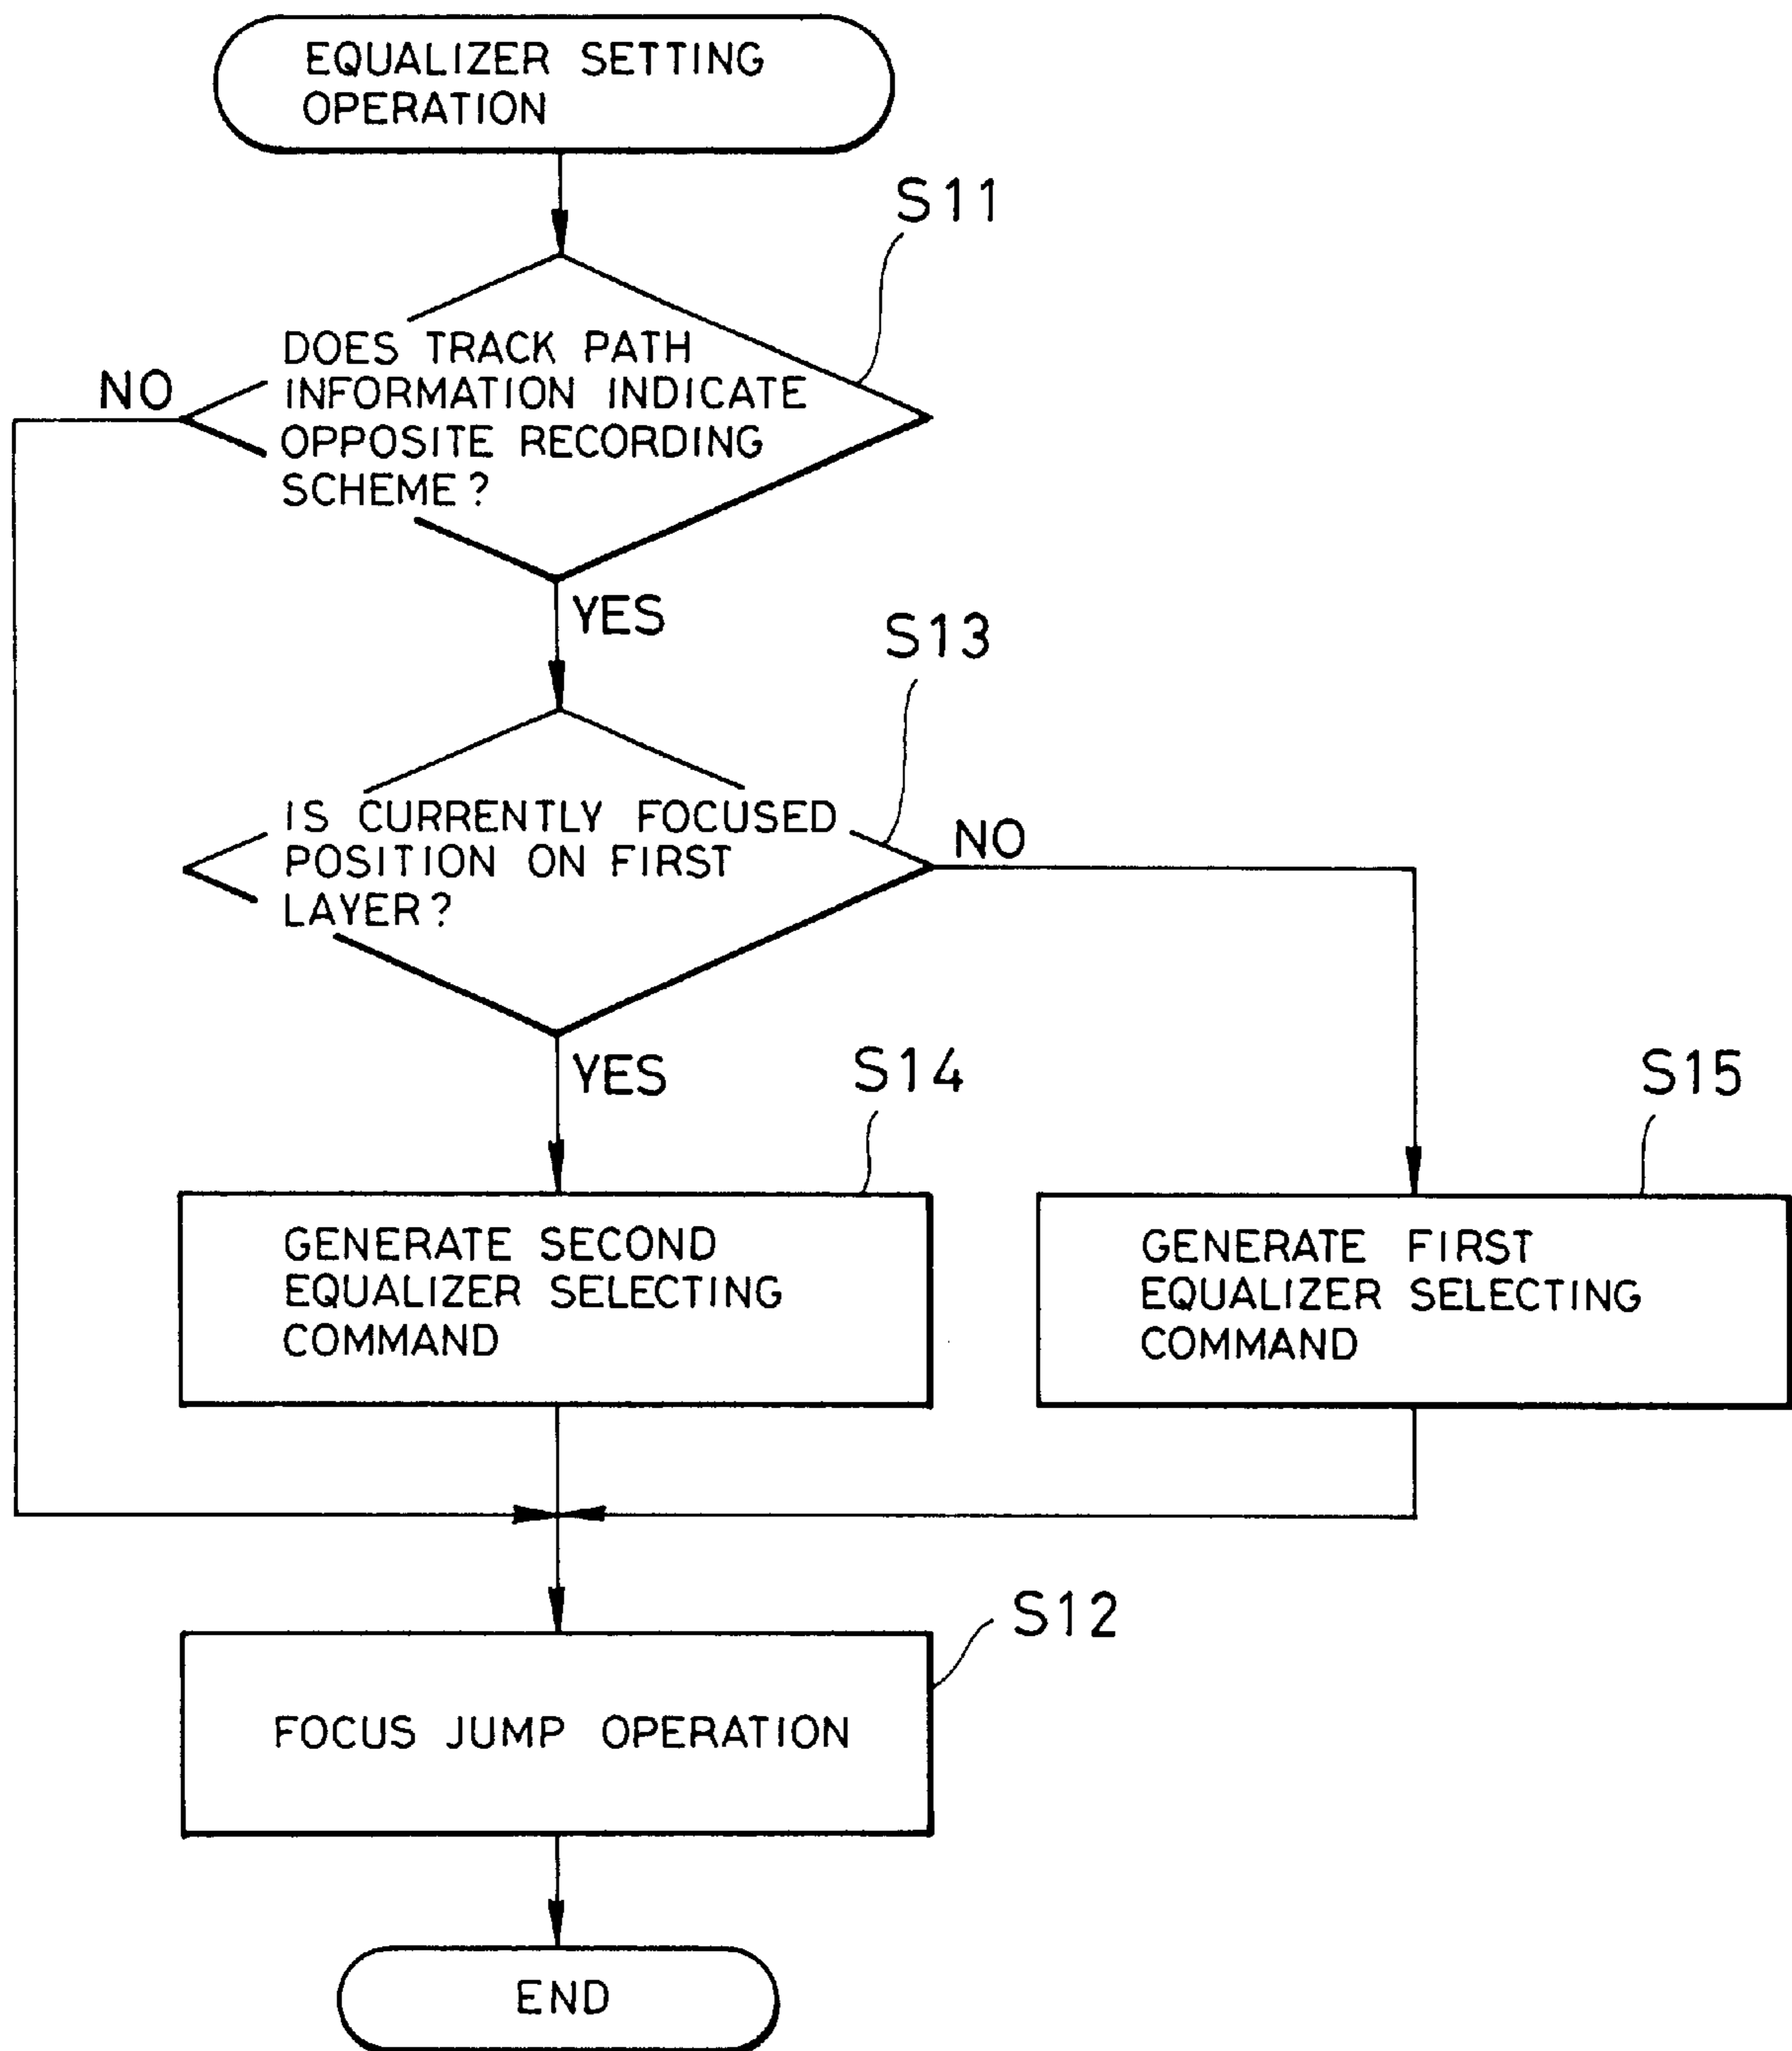 EQUALIZER SETTING
OPERATION
S11
DOES TRACK PATH
INFORMATION INDICATE
OPPOSITE RECORDING
SCHEME?
NO
YES
S13
IS CURRENTLY FOCUSED
POSITION ON FIRST
LAYER?
NO
YES
S14
S15
GENERATE SECOND
EQUALIZER SELECTING
COMMAND
GENERATE FIRST
EQUALIZER SELECTING
COMMAND
S12
FOCUS JUMP OPERATION
END